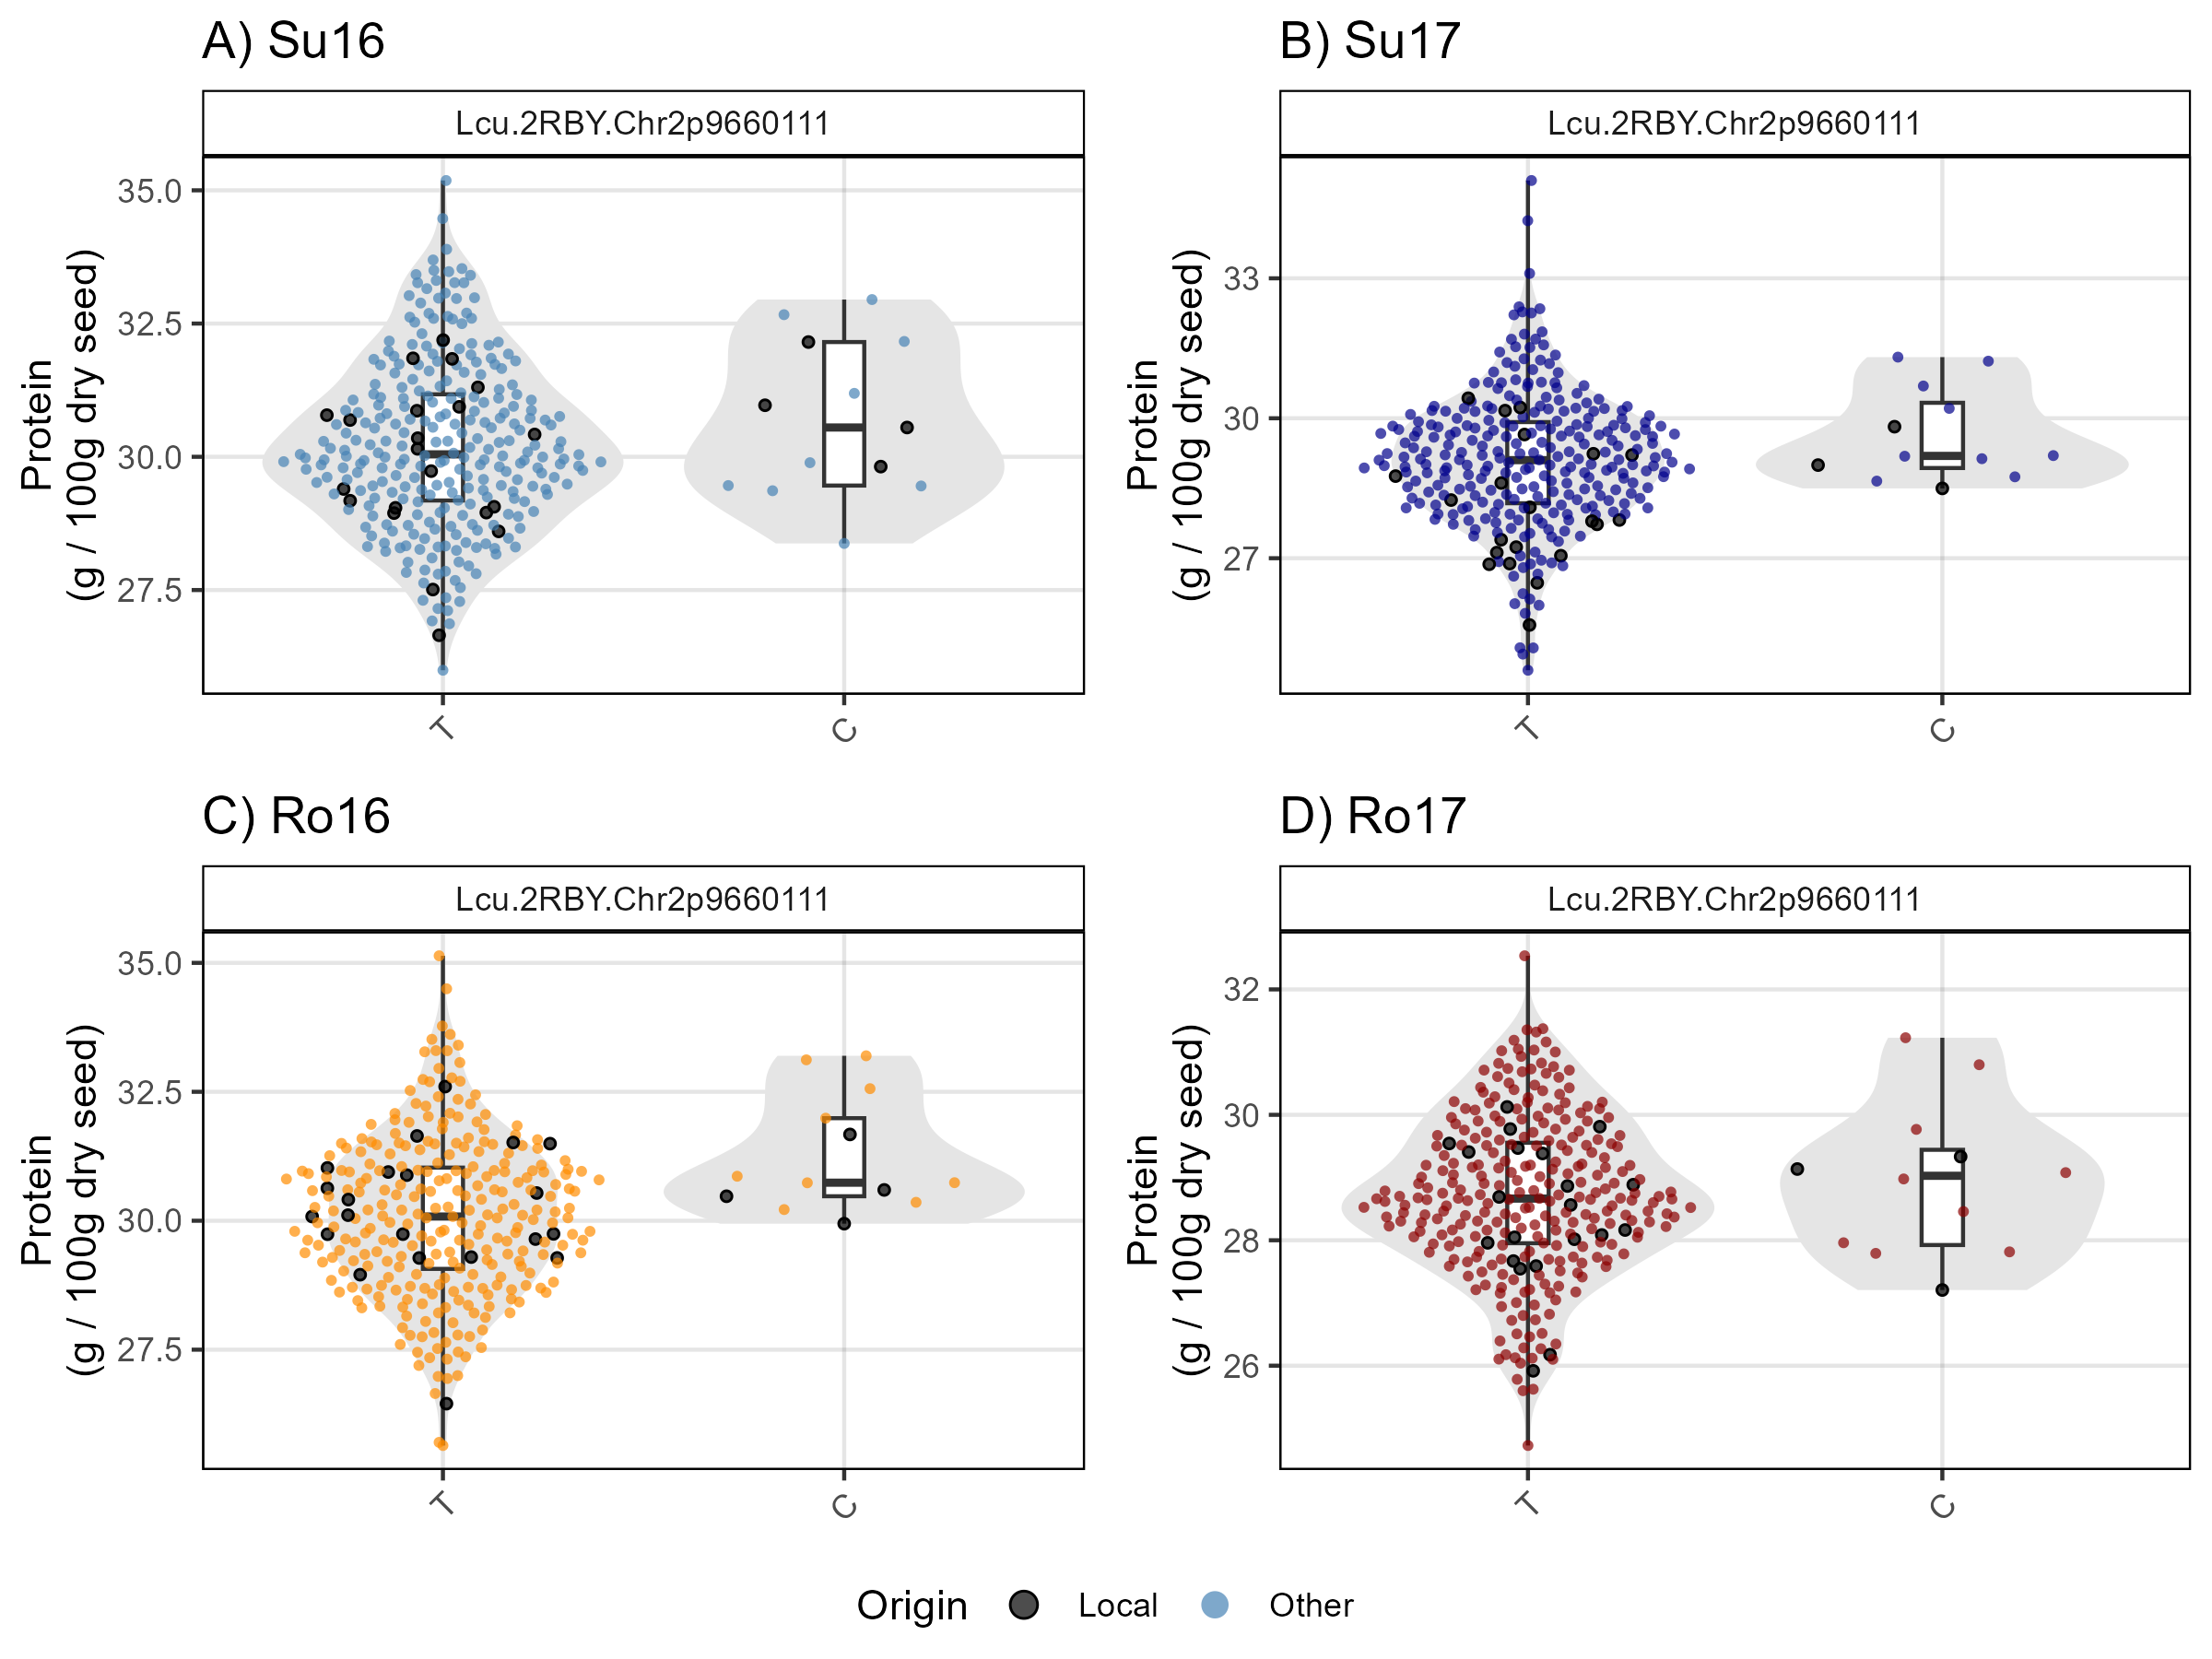 A) Su16
Lcu.2RBY.Chr2p9660111
Protein
(g / 100g dry seed)
35.0
32.5
30.0
27.5
T
C
B) Su17
Lcu.2RBY.Chr2p9660111
Protein
(g / 100g dry seed)
33
30
27
T
C
C) Ro16
Lcu.2RBY.Chr2p9660111
Protein
(g / 100g dry seed)
35.0
32.5
30.0
27.5
T
C
D) Ro17
Lcu.2RBY.Chr2p9660111
Protein
(g / 100g dry seed)
32
30
28
26
T
C
Origin Local Other